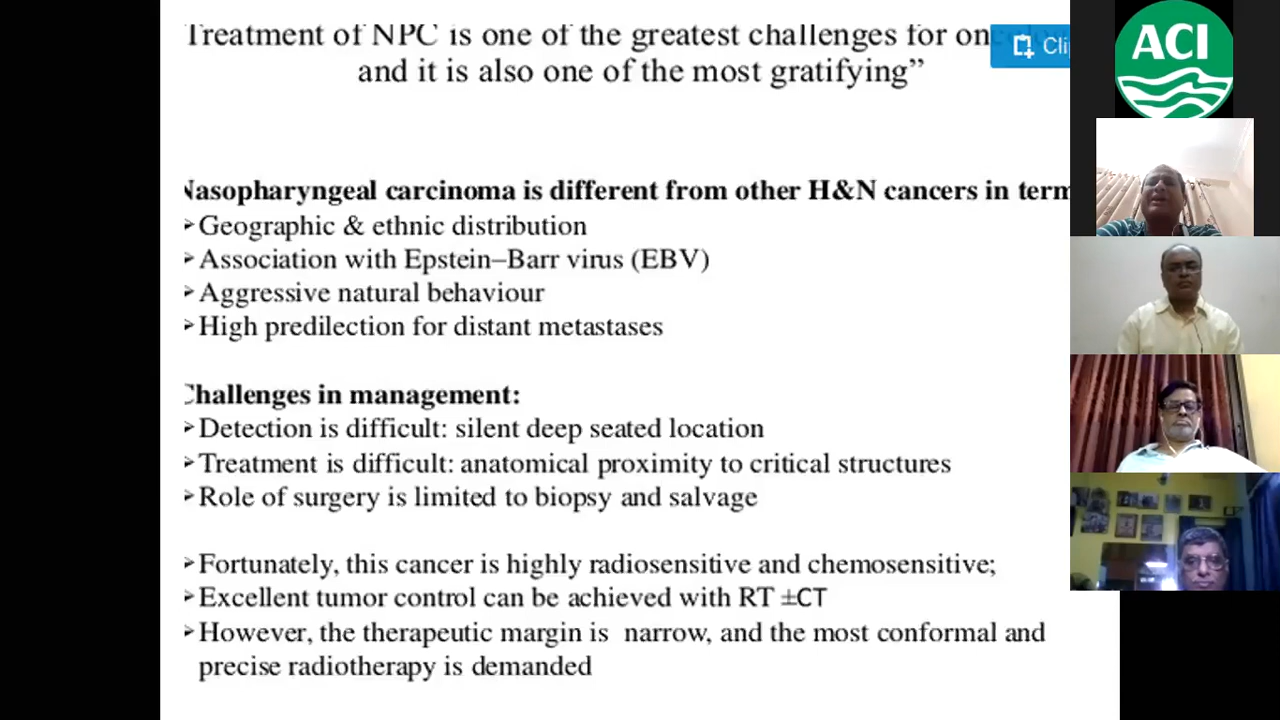 Treatment of NPC is one of the greatest challenges for
and it is also one of the most gratifying”
Cli
ACI
Nasopharyngeal carcinoma is different from other H&N cancers in term
➢Geographic & ethnic distribution
➢Association with Epstein–Barr virus (EBV)
➢Aggressive natural behaviour
➢High predilection for distant metastases
Challenges in management:
➢Detection is difficult: silent deep seated location
➢Treatment is difficult: anatomical proximity to critical structures
➢Role of surgery is limited to biopsy and salvage
➢Fortunately, this cancer is highly radiosensitive and chemosensitive;
➢Excellent tumor control can be achieved with RT ±CT
➢However, the therapeutic margin is narrow, and the most conformal and
precise radiotherapy is demanded